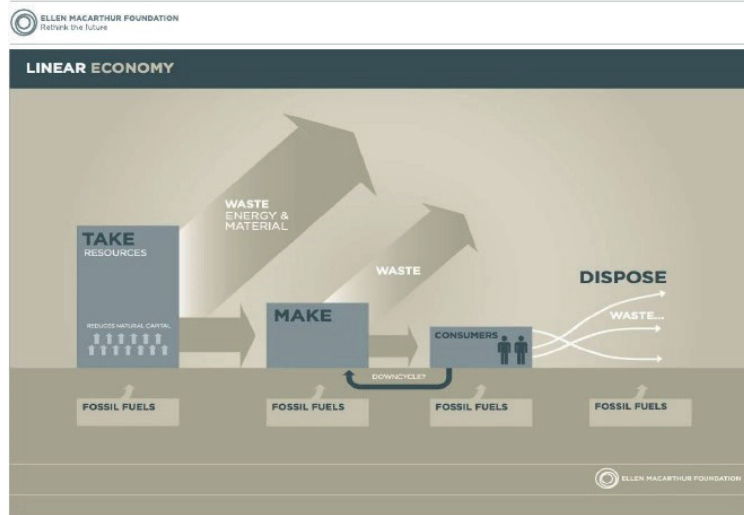 ELLEN MACARTHUR FOUNDATION
Rethink the future
LINEAR ECONOMY
WASTE
ENERGY &
MATERIAL
TAKE
RESOURCES
REDUCES NATURAL CAPITAL
WASTE
MAKE
CONSUMERS
DISPOSE
WASTE...
DOWNCYCLE?
FOSSIL FUELS
FOSSIL FUELS
FOSSIL FUELS
FOSSIL FUELS
ELLEN MACARTHUR FOUNDATION